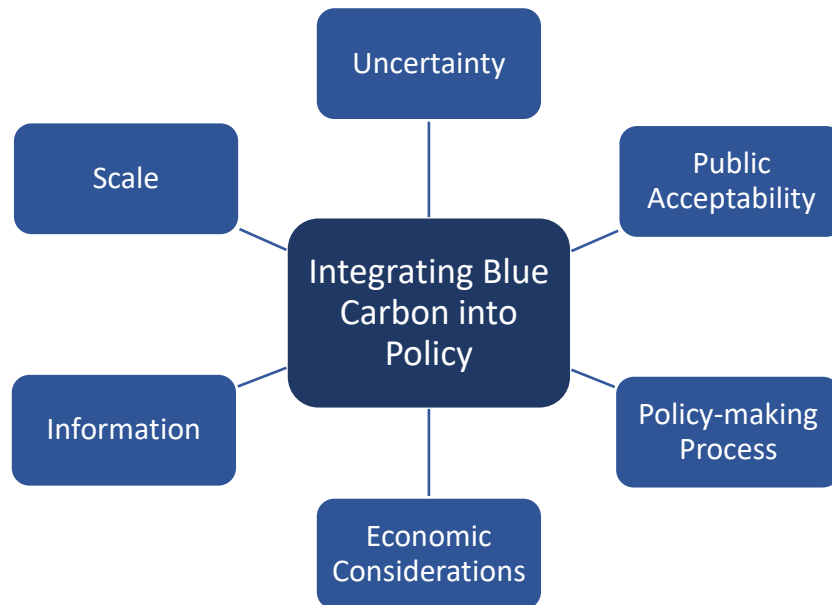 Uncertainty
Scale
Public
Acceptability
Integrating Blue
Carbon into
Policy
Information
Policy-making
Process
Economic
Considerations